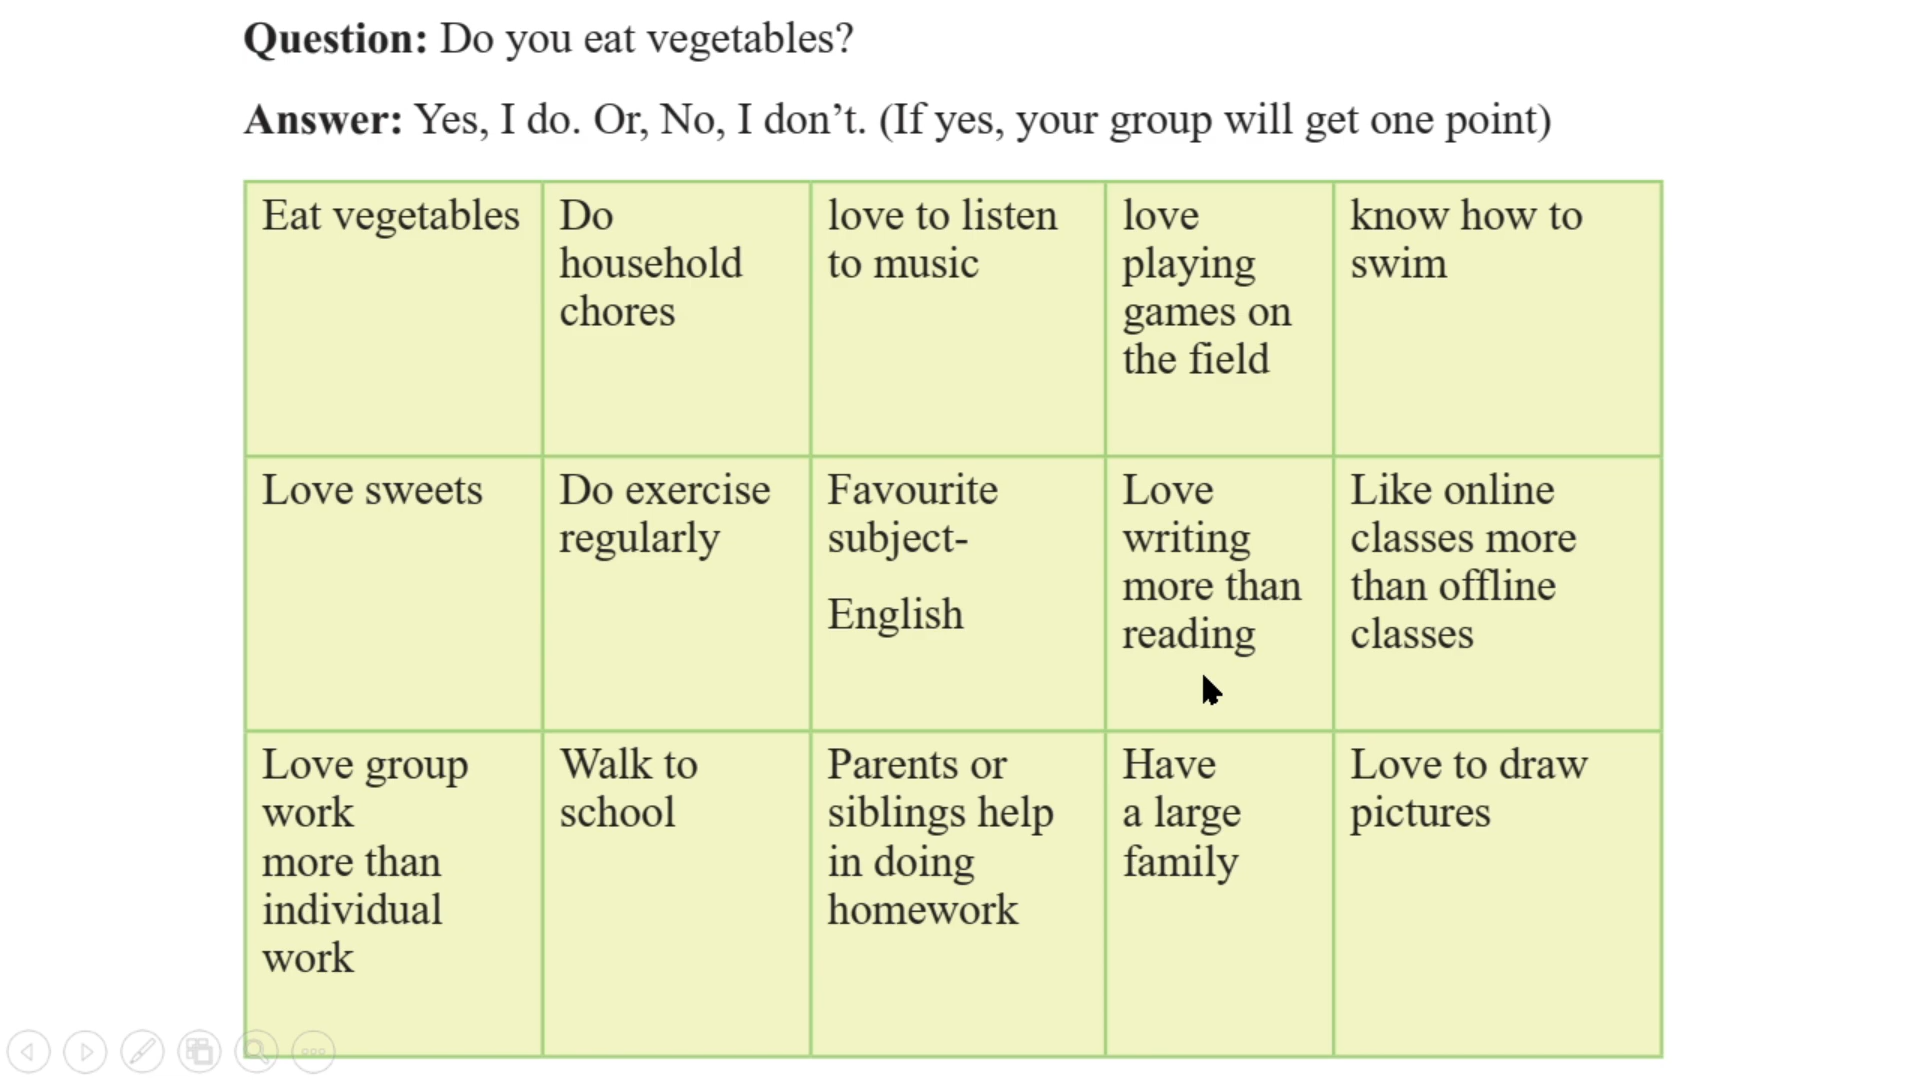 Question: Do you eat vegetables?
Answer: Yes, I do. Or, No, I don’t. (If yes, your group will get one point)
Eat vegetables
Do
household
chores
love to listen
to music
love
playing
games on
the field
know how to
swim
Love sweets
Do exercise
regularly
Favourite
subject-
English
Love
writing
more than
reading
Like online
classes more
than offline
classes
Love group
work
more than
individual
work
Walk to
school
Parents or
siblings help
in doing
homework
Have
a large
family
Love to draw
pictures